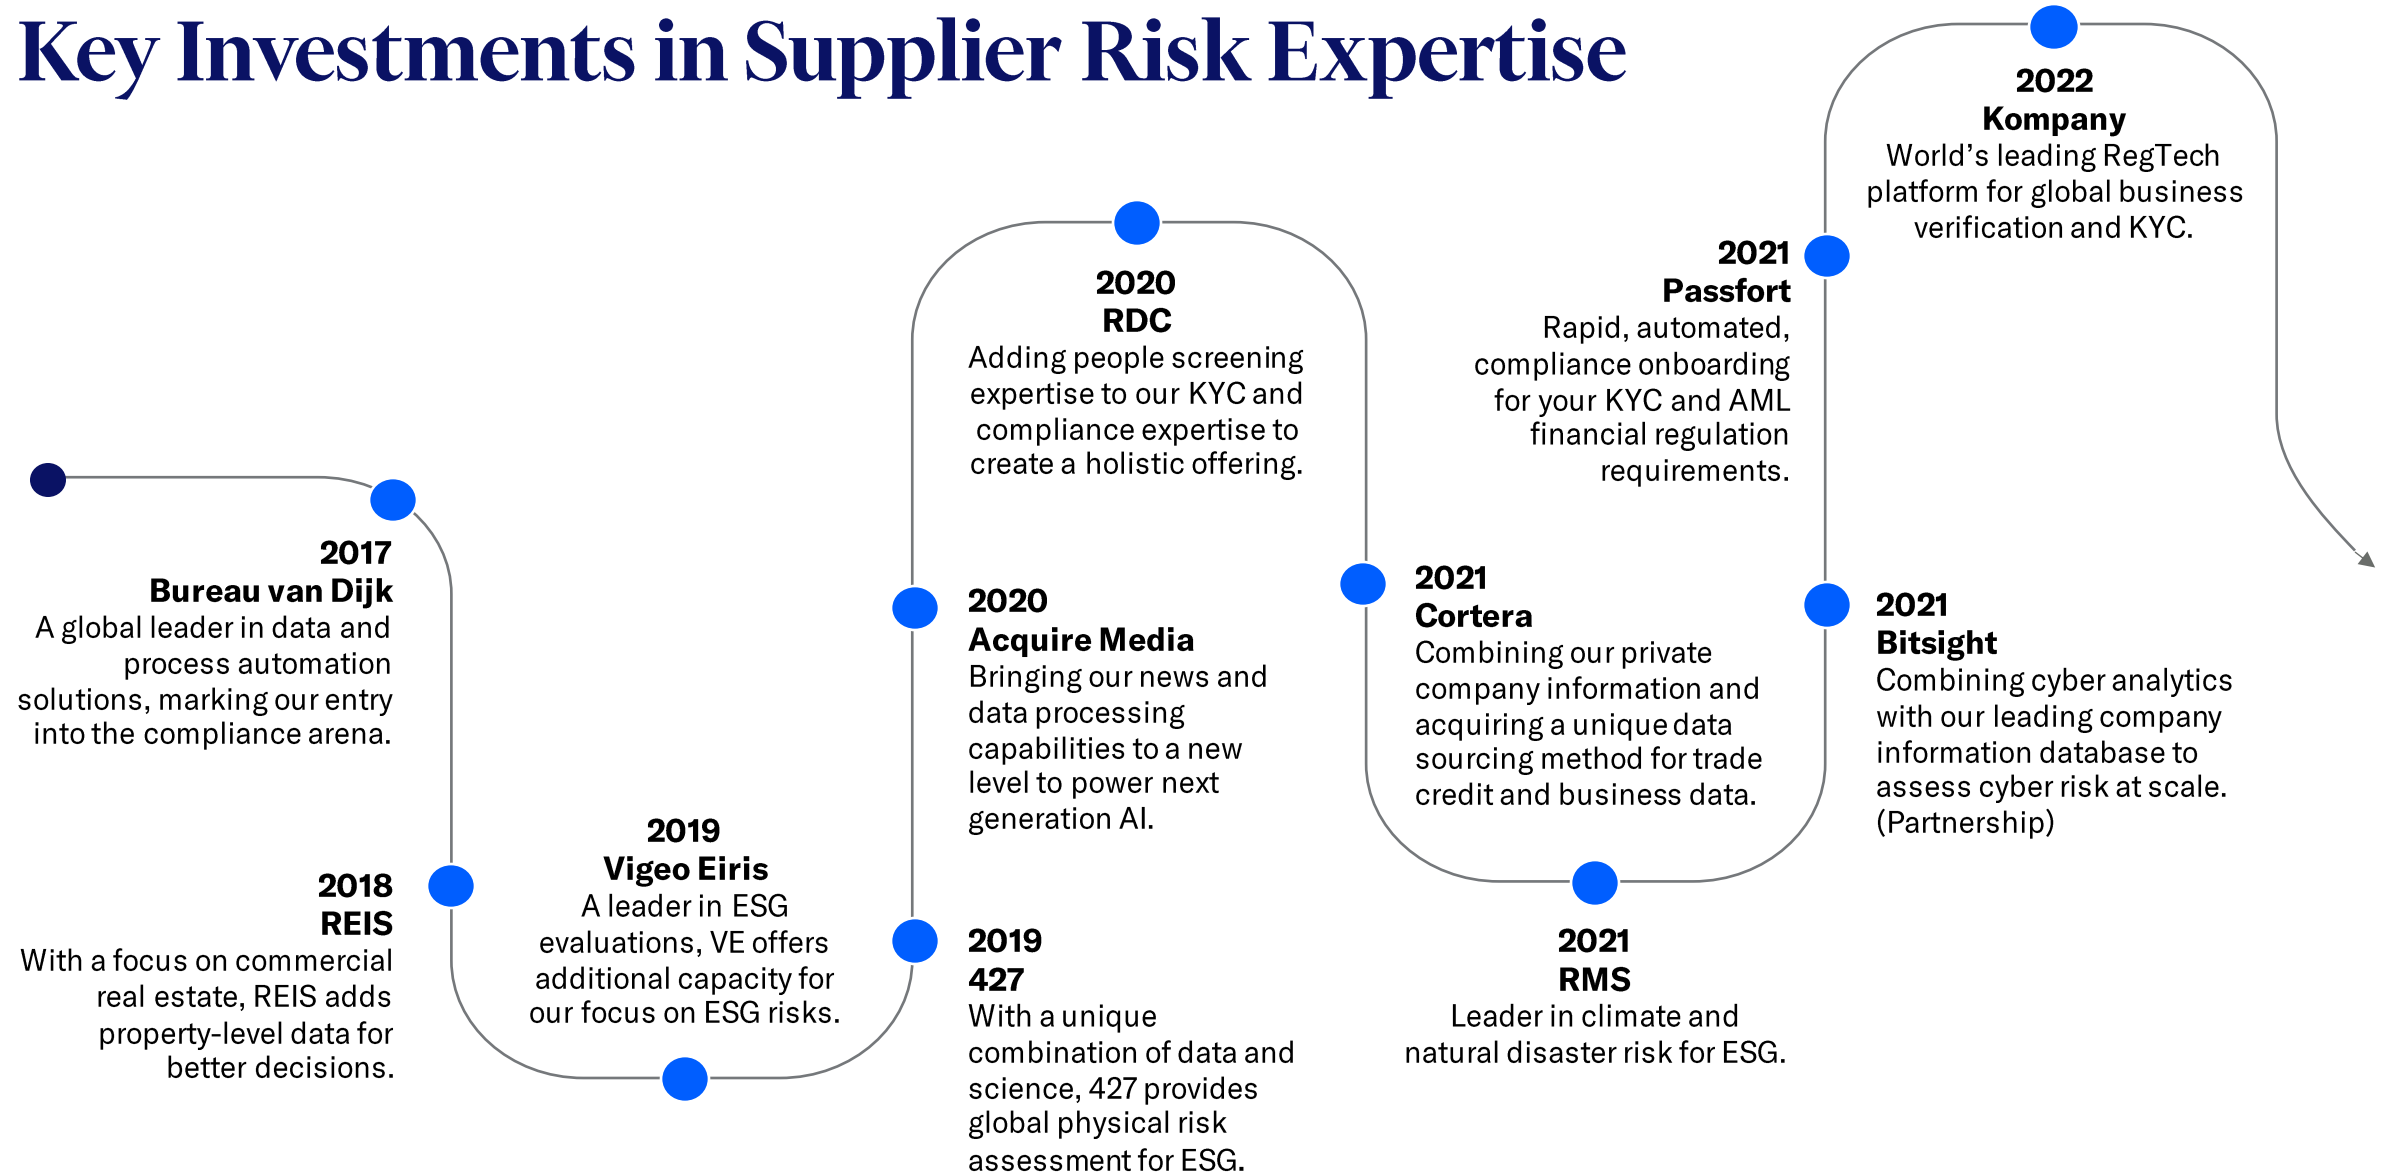 Key Investments in Supplier Risk Expertise
2017
Bureau van Dijk
A global leader in data and
process automation
solutions, marking our entry
into the compliance arena.
2018
REIS
With a focus on commercial
real estate, REIS adds
property-level data for
better decisions.
2019
Vigeo Eiris
A leader in ESG
evaluations, VE offers
additional capacity for
our focus on ESG risks.
2019
427
With a unique
combination of data and
science, 427 provides
global physical risk
assessment for ESG.
2020
Acquire Media
Bringing our news and
data processing
capabilities to a new
level to power next
generation AI.
2020
RDC
Adding people screening
expertise to our KYC and
compliance expertise to
create a holistic offering.
2021
Cortera
Combining our private
company information and
acquiring a unique data
sourcing method for trade
credit and business data.
2021
RMS
Leader in climate and
natural disaster risk for ESG.
2021
Bitsight
Combining cyber analytics
with our leading company
information database to
assess cyber risk at scale.
(Partnership)
2021
Passfort
Rapid, automated,
compliance onboarding
for your KYC and AML
financial regulation
requirements.
2022
Kompany
World's leading RegTech
platform for global business
verification and KYC.